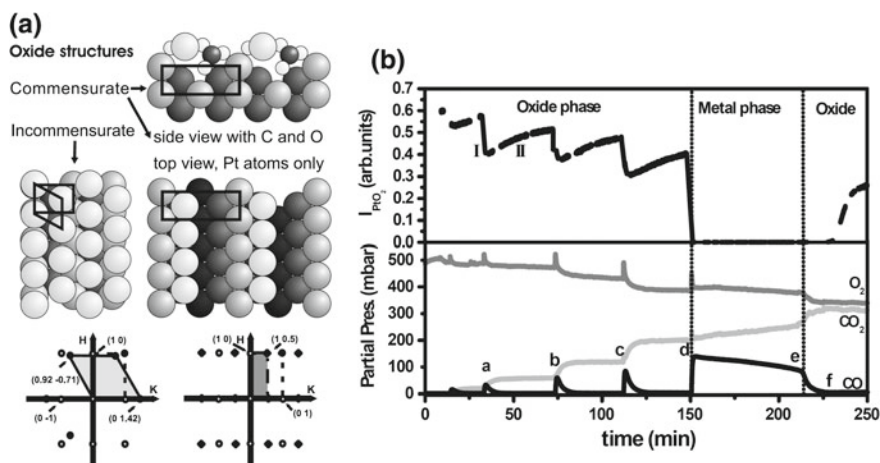 (a)
Oxide structures
Commensurate
Incommensurate
side view with C and O
top view, Pt atoms only
H
(1 0)
K
(0.92 -0.71)
(0 -1)
(0 1.42)
H
(1 0)
(1 0.5)
K
(0 1)
(b)
I PtO2 (arb.units)
0.7
0.6
0.5
0.4
0.3
0.2
0.1
0.0
Oxide phase
Metal phase
Oxide
I
II
Partial Pres. (mbar)
500
400
300
200
100
0
O2
CO2
CO
a
b
c
d
e
f
0
50
100
150
200
250
time (min)